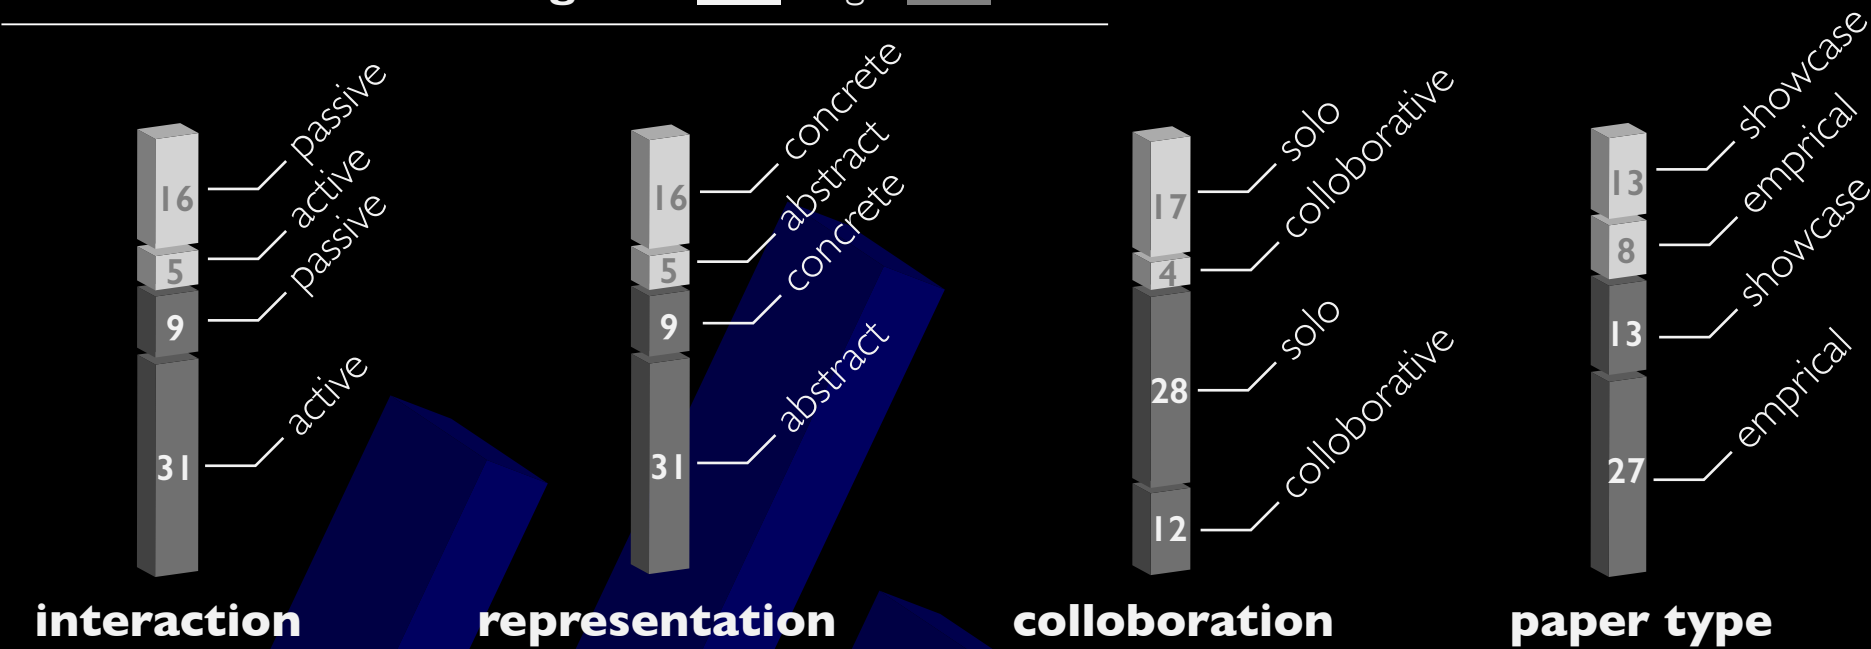 passive
active
passive
active
16
5
9
31
interaction
concrete
abstract
concrete
abstract
16
5
9
31
representation
solo
colloborative
solo
colloborative
17
4
28
12
colloboration
showcase
emprical
showcase
emprical
13
8
13
27
paper type